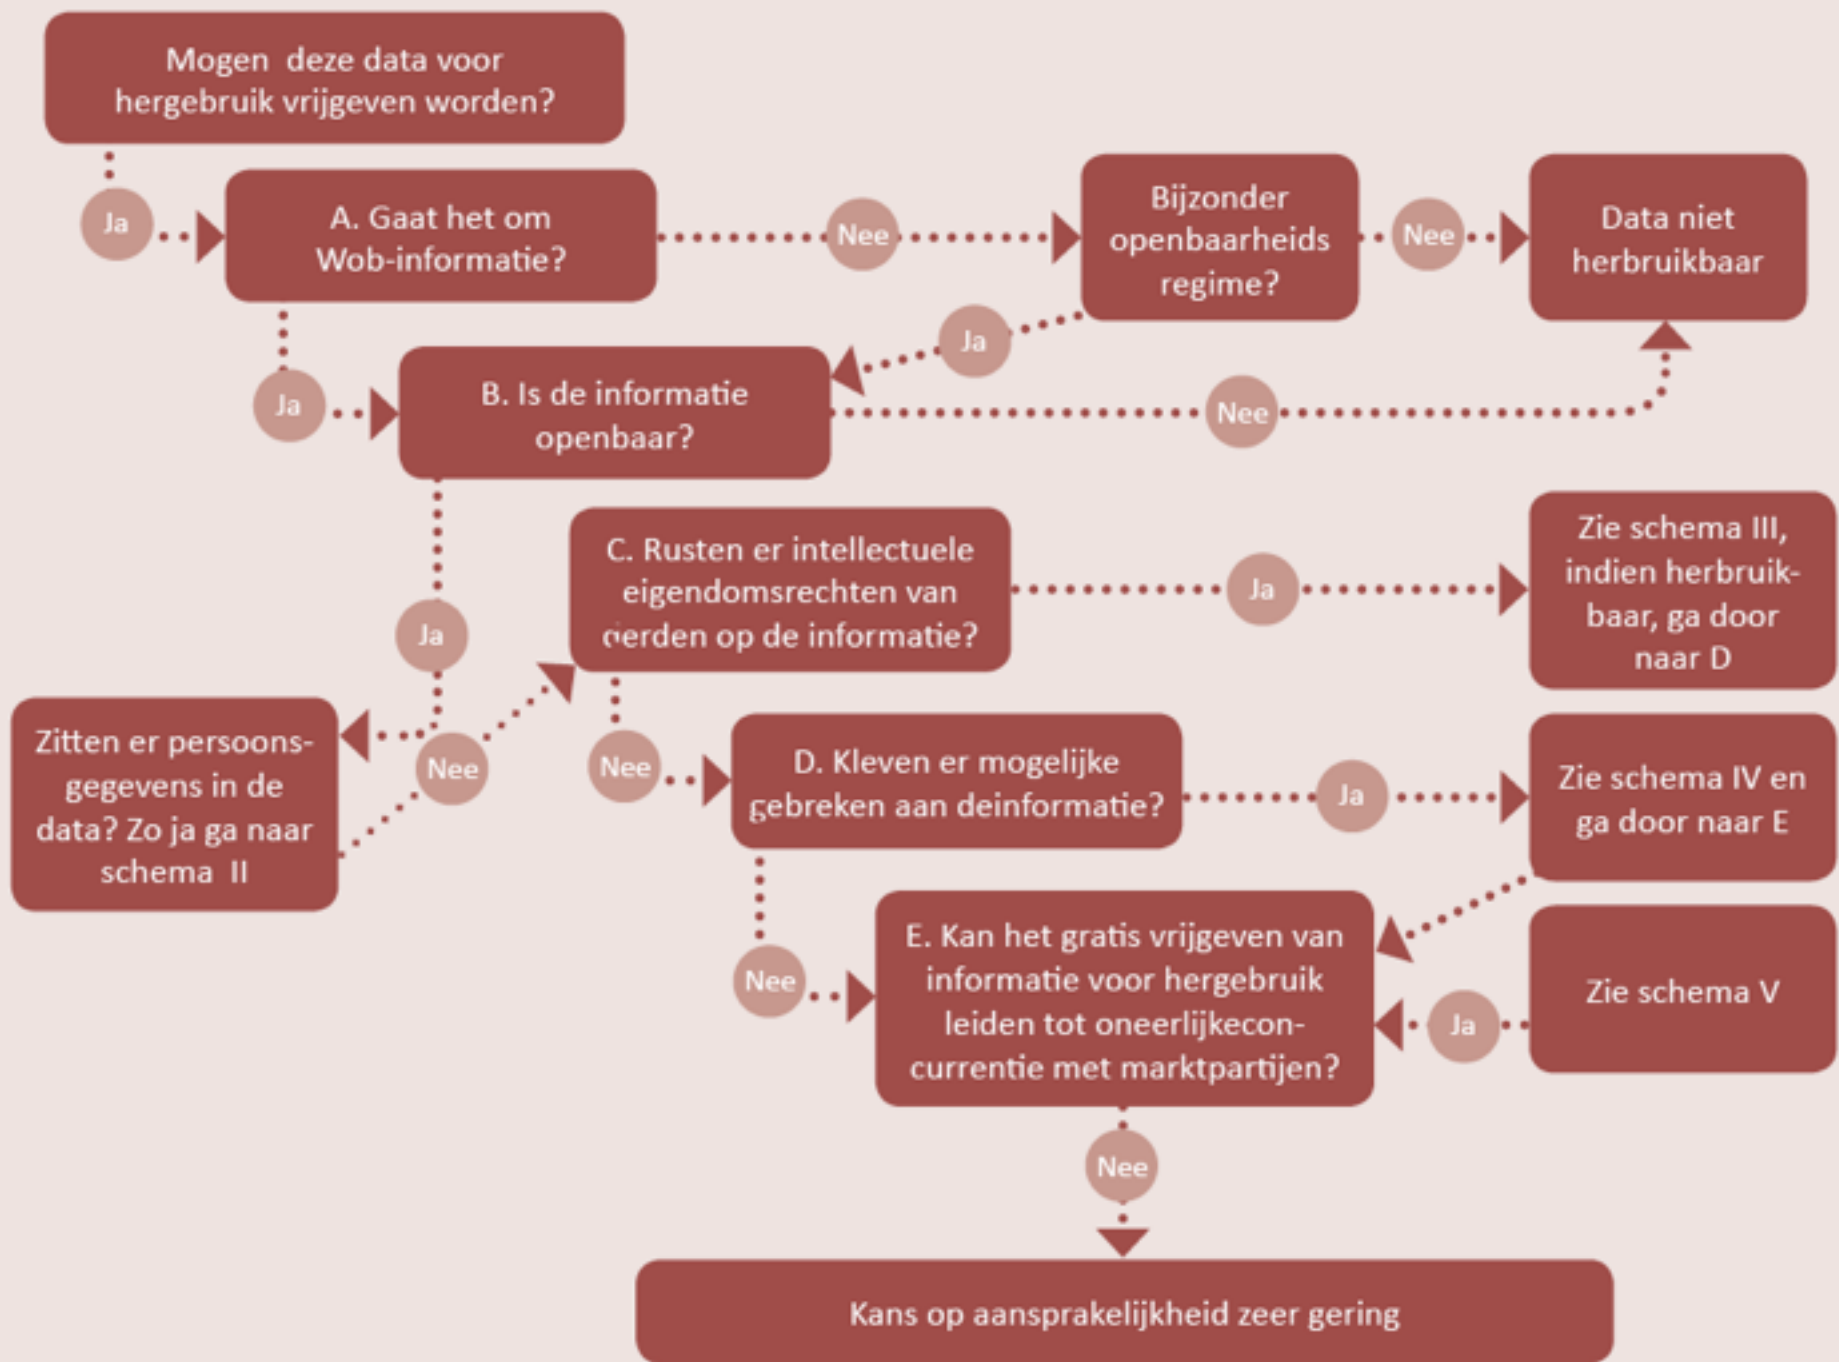 Mogen deze data voor
hergebruik vrijgeven worden?
Ja
A. Gaat het om
Wob-informatie?
Nee
Bijzonder
openbaarheids
regime?
Nee
Data niet
herbruikbaar
Ja
Ja
B. Is de informatie
openbaar?
Nee
Ja
C. Rusten er intellectuele
eigendomsrechten van
derden op de informatie?
Ja
Zie schema III,
indien herbruik-
baar, ga door
naar D
Zitten er persoons-
gegevens in de
data? Zo ja ga naar
schema II
Nee
Nee
D. Kleven er mogelijke
gebreken aan deinformatie?
Ja
Zie schema IV en
ga door naar E
Nee
E. Kan het gratis vrijgeven van
informatie voor hergebruik
leiden tot oneerlijkecon-
currentie met marktpartijen?
Ja
Zie schema V
Nee
Kans op aansprakelijkheid zeer gering